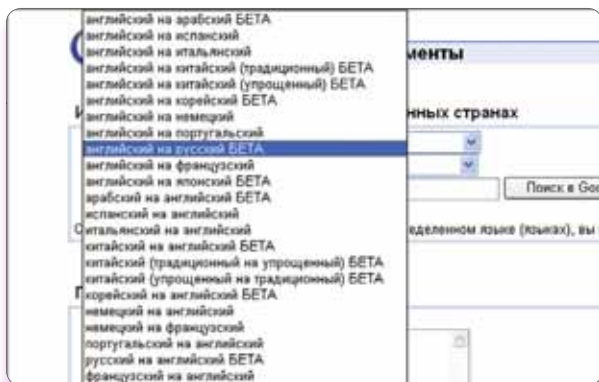 английский на арабский БЕТА
английский на испанский
английский на итальянский
английский на китайский (традиционный) БЕТА
английский на китайский (упрощенный) БЕТА
английский на корейский БЕТА
английский на немецкий
английский на португальский
английский на русский БЕТА
английский на французский
английский на японский БЕТА
арабский на английский БЕТА
испанский на английский
итальянский на английский
китайский на английский БЕТА
китайский (традиционный на упрощенный) БЕТА
китайский (упрощенный на традиционный) БЕТА
корейский на английский БЕТА
немецкий на английский
немецкий на французский
португальский на английский
русский на английский БЕТА
французский на английский
менты
нных странах
Поиск в Goo
еделенном языке (языках), вы